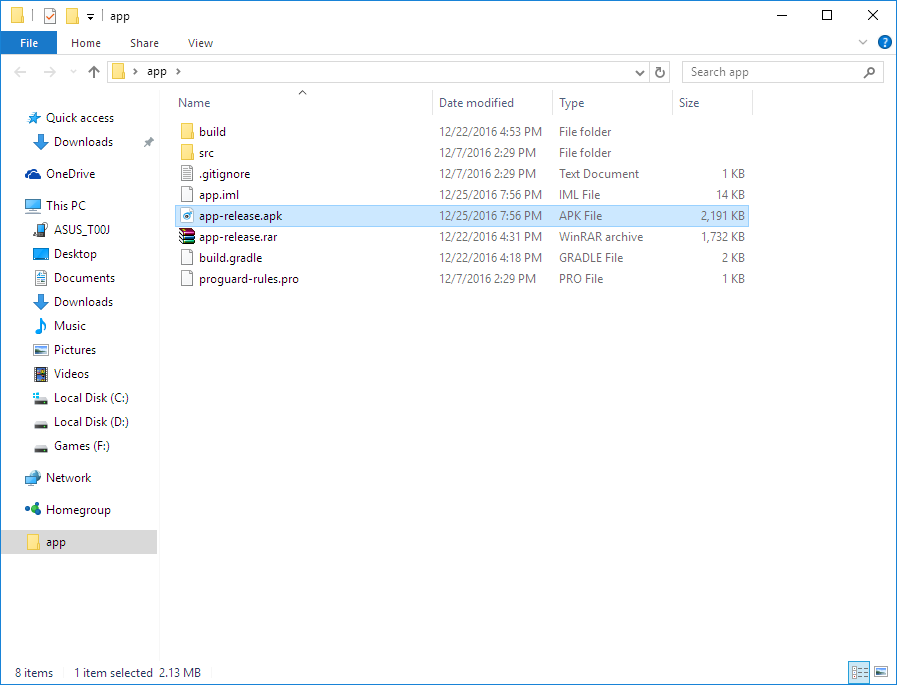 app
File Home Share View
app
Search app
Name Date modified Type Size
Quick access
Downloads
OneDrive
This PC
ASUS_T00J
Desktop
Documents
Downloads
Music
Pictures
Videos
Local Disk (C:)
Local Disk (D:)
Games (F:)
Network
Homegroup
app
build 12/22/2016 4:53 PM File folder
src 12/7/2016 2:29 PM File folder
.gitignore 12/7/2016 2:29 PM Text Document 1 KB
app.iml 12/25/2016 7:56 PM IML File 14 KB
app-release.apk 12/25/2016 7:56 PM APK File 2,191 KB
app-release.rar 12/22/2016 4:31 PM WinRAR archive 1,732 KB
build.gradle 12/22/2016 4:18 PM GRADLE File 2 KB
proguard-rules.pro 12/7/2016 2:29 PM PRO File 1 KB
8 items 1 item selected 2.13 MB